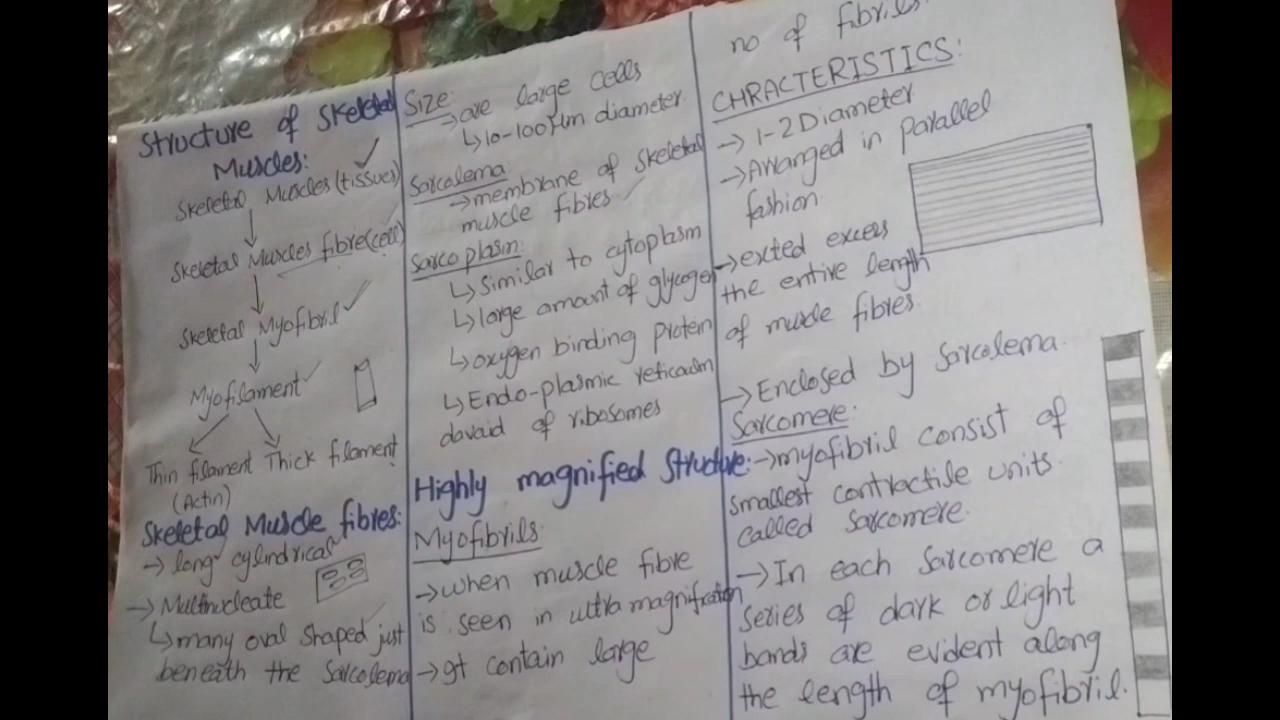 Structure of Skeletal
Muscles:
Skeletal Muscles (tissues)
Skeletal Muscles fibre(cell)
Skeletal Myofibril
Myofilament
Thin filament Thick filament
(Actin)
Skeletal Muscle fibres:
→ long cylindrical
→ Multinucleate
↳ many oval shaped just
beneath the Sarcolema
Size:
→ are large cells
↳ 10-100 μm diameter.
Sarcolema:
→ membrane of skeletal
muscle fibres
Sarcoplasm:
↳ Similar to cytoplasm
↳ large amount of glycogen
↳ oxygen binding protein
↳ Endo-plasmic reticulm
davoid of ribosomes
Highly magnified Structure:
Myofibrils:
→ when muscle fibre
is seen in ultra magnification
→ It contain large
no of fibrils.
CHRACTERISTICS:
→ 1-2 Diameter
→ Arranged in parallel
fashion.
→ exted excess
the entire length
of muscle fibres.
→ Enclosed by Sarcolema.
Sarcomere:
→ myofibril consist of
smallest contractile units
called Sarcomere.
→ In each Sarcomere a
series of dark or light
bands are evident along
the length of myofibril.